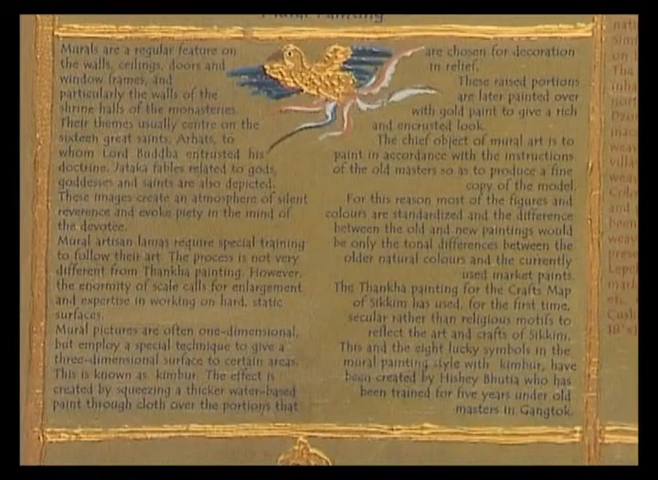 Mural Painting
Murals are a regular feature on
the walls, ceilings, doors and
window frames, and
particularly the walls of the
shrine halls of the monasteries.
Their themes usually centre on the
sixteen great saints, Arhats, to
whom Lord Buddha entrusted his
doctrine. Jataka fables related to gods,
goddesses and saints are also depicted.
These images create an atmosphere of silent
reverence and evoke piety in the mind of
the devotee.
Mural artisan lamas require special training
to follow their art. The process is not very
different from Thankha painting. However,
the enormity of scale calls for enlargement
and expertise in working on hard, static
surfaces.
Mural pictures are often one-dimensional,
but employ a special technique to give a
three-dimensional surface to certain areas.
This is known as kimbur. The effect is
created by squeezing a thicker water-based
paint through cloth over the portions that
are chosen for decoration
in relief.
These raised portions
are later painted over
with gold paint to give a rich
and encrusted look.
The chief object of mural art is to
paint in accordance with the instructions
of the old masters so as to produce a fine
copy of the model.
For this reason most of the figures and
colours are standardized and the difference
between the old and new paintings would
be only the tonal differences between the
older natural colours and the currently
used market paints.
The Thankha painting for the Crafts Map
of Sikkim has used, for the first time,
secular rather than religious motifs to
reflect the art and crafts of Sikkim.
This and the eight lucky symbols in the
mural painting style with kimbur, have
been created by Hishey Bhutia who has
been trained for five years under old
masters in Gangtok.